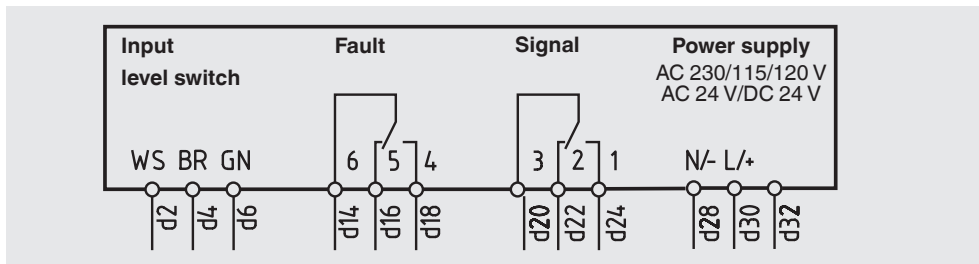 Input
level switch
Fault
Signal
Power supply
AC 230/115/120 V
AC 24 V/DC 24 V
WS BR GN
6 5 4
3 2 1
N/- L/+
d2 d4 d6
d14 d16 d18
d20 d22 d24
d28 d30 d32